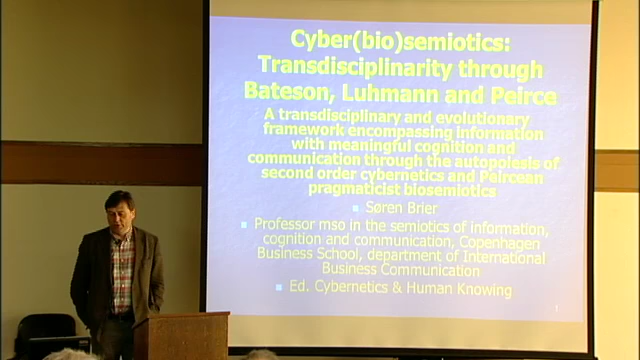 Cyber(bio)semiotics:
Transdisciplinarity through
Bateson, Luhmann and Peirce
A transdisciplinary and evolutionary
framework encompassing information
with meaningful cognition and
communication through the autopoiesis of
second order cybernetics and Peircean
pragmaticist biosemiotics
Søren Brier
Professor mso in the semiotics of information,
cognition and communication, Copenhagen
Business School, department of International
Business Communication
Ed. Cybernetics & Human Knowing
1